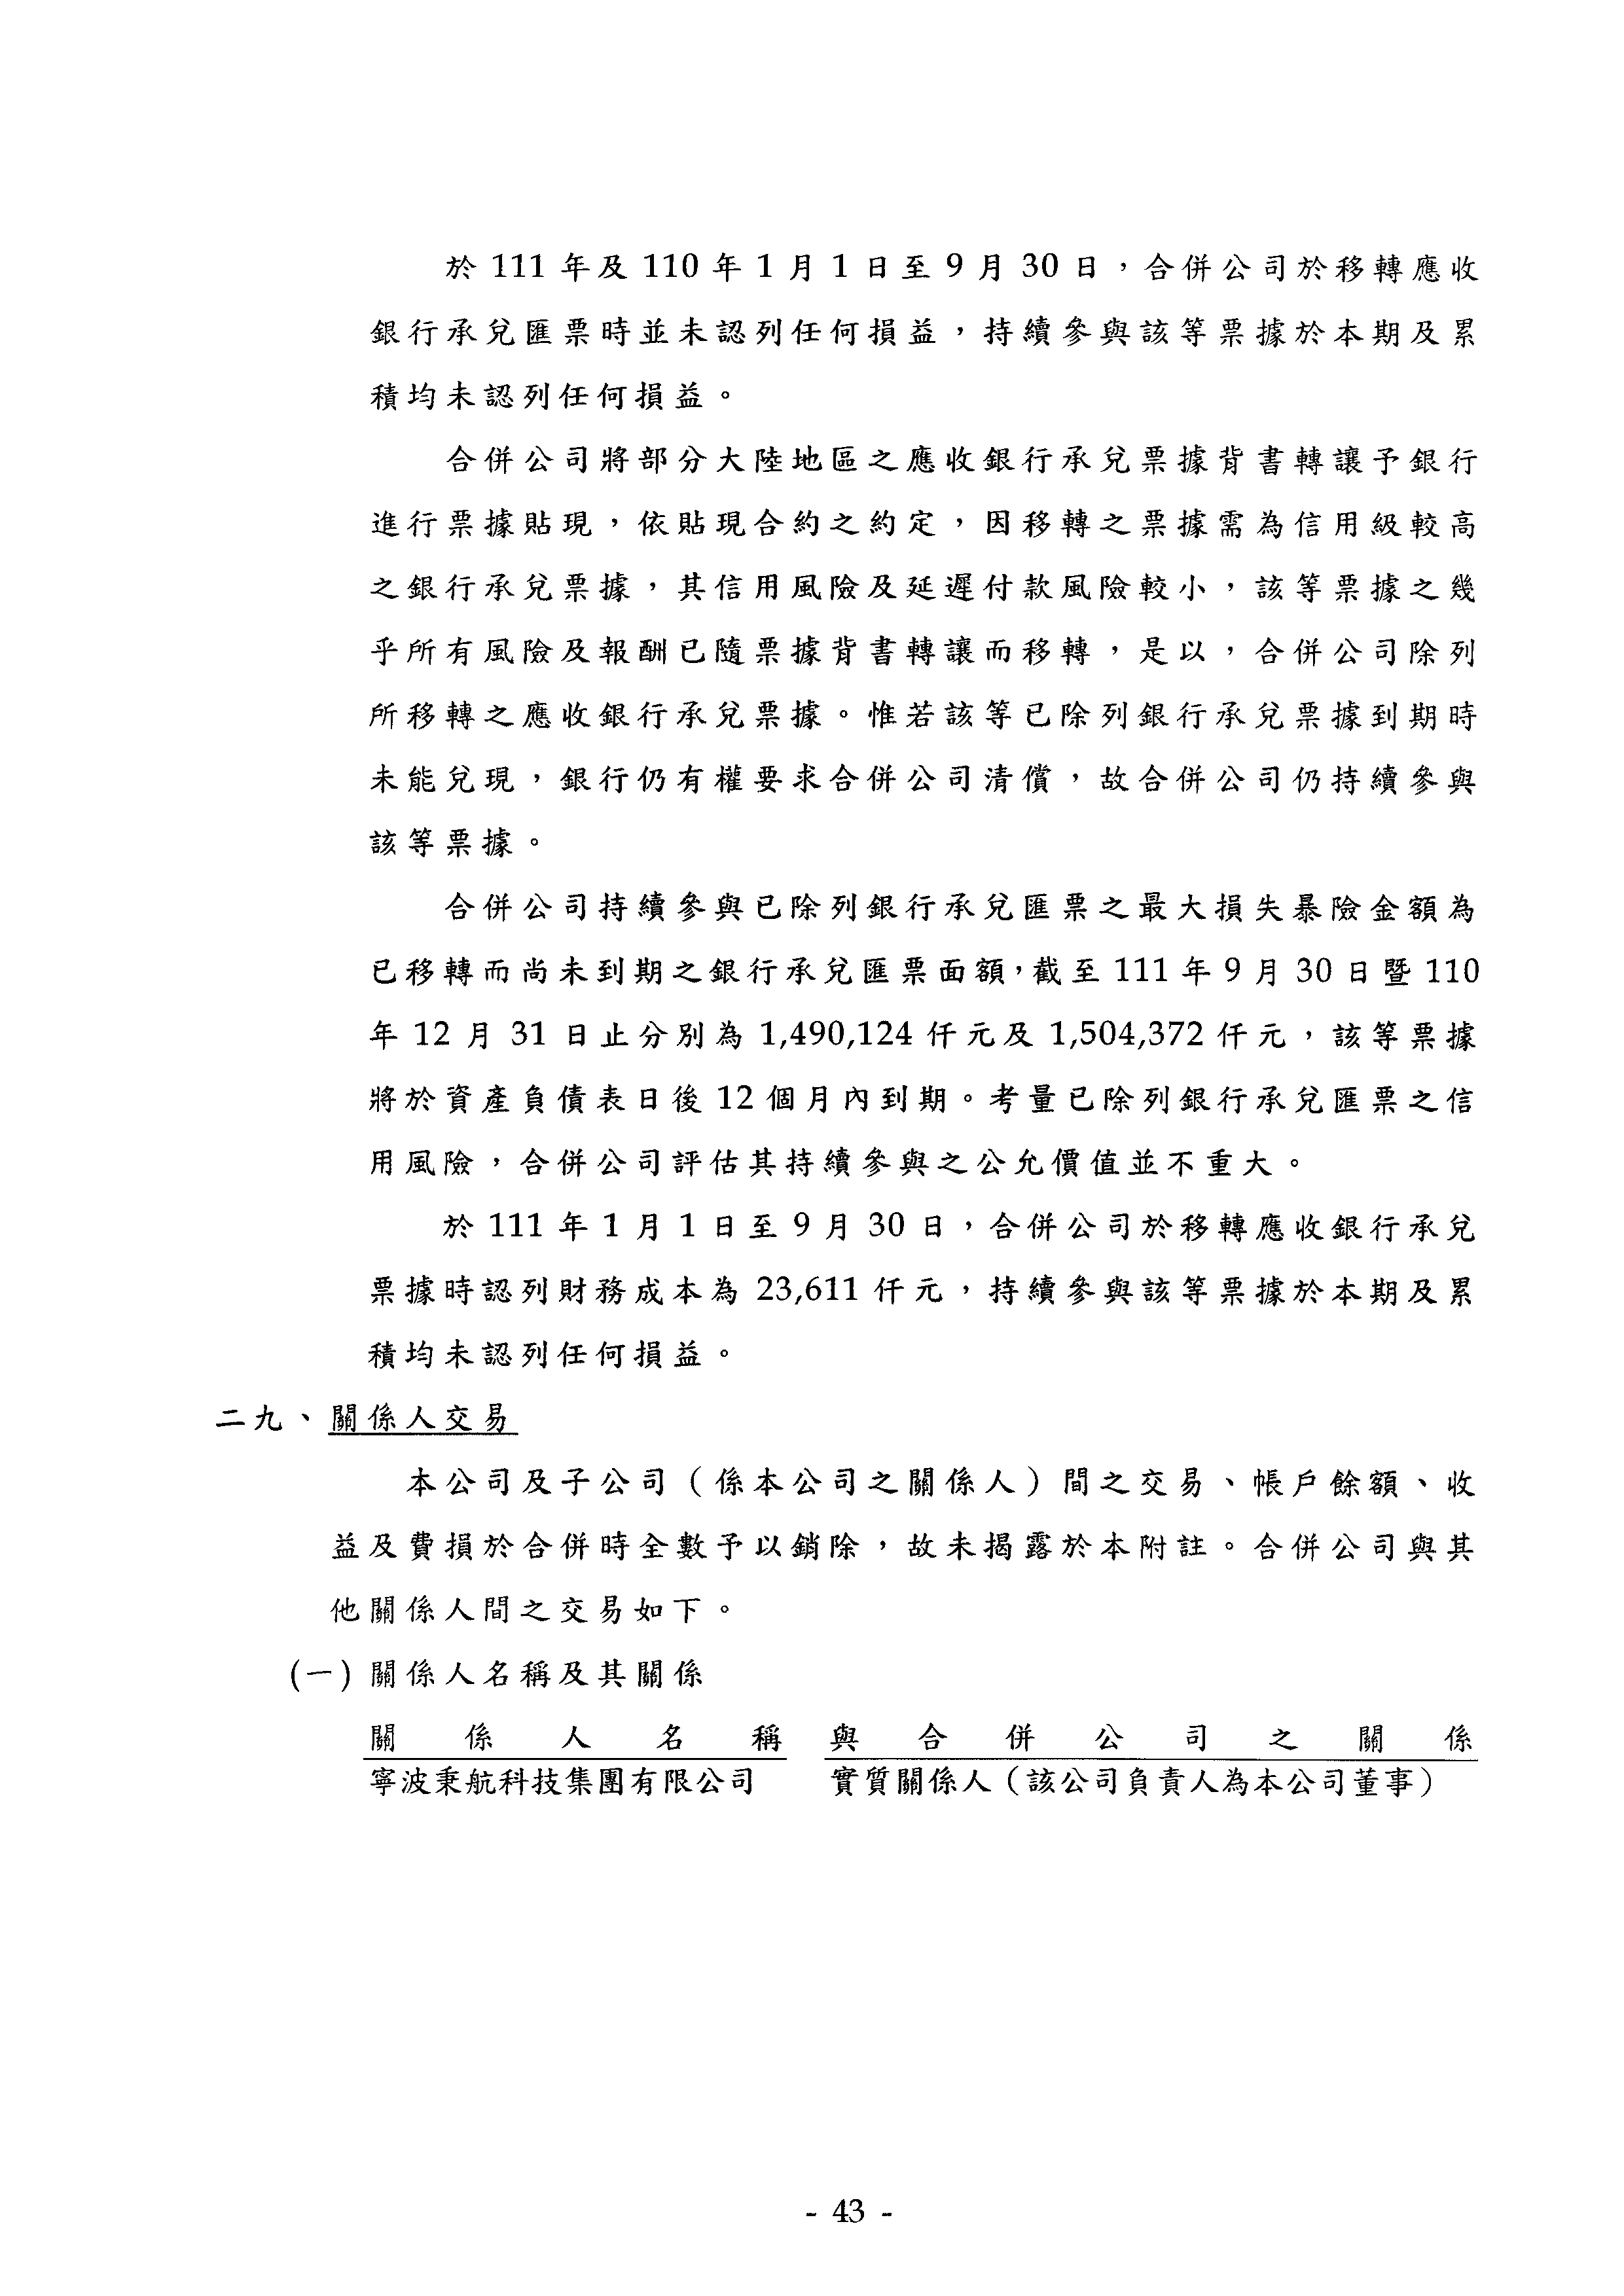 於 111 年及 110 年 1 月 1 日至 9 月 30 日，合併公司於移轉應收
銀行承兌匯票時並未認列任何損益，持續參與該等票據於本期及累
積均未認列任何損益。
合併公司將部分大陸地區之應收銀行承兌票據背書轉讓予銀行
進行票據貼現，依貼現合約之約定，因移轉之票據需為信用級較高
之銀行承兌票據，其信用風險及延遲付款風險較小，該等票據之幾
乎所有風險及報酬已隨票據背書轉讓而移轉，是以，合併公司除列
所移轉之應收銀行承兌票據。惟若該等已除列銀行承兌票據到期時
未能兌現，銀行仍有權要求合併公司清償，故合併公司仍持續參與
該等票據。
合併公司持續參與已除列銀行承兌匯票之最大損失暴險金額為
已移轉而尚未到期之銀行承兌匯票面額，截至 111 年 9 月 30 日暨 110
年 12 月 31 日止分別為 1,490,124 仟元及 1,504,372 仟元，該等票據
將於資產負債表日後 12 個月內到期。考量已除列銀行承兌匯票之信
用風險，合併公司評估其持續參與之公允價值並不重大。
於 111 年 1 月 1 日至 9 月 30 日，合併公司於移轉應收銀行承兌
票據時認列財務成本為 23,611 仟元，持續參與該等票據於本期及累
積均未認列任何損益。
二九、關係人交易
本公司及子公司（係本公司之關係人）間之交易、帳戶餘額、收
益及費損於合併時全數予以銷除，故未揭露於本附註。合併公司與其
他關係人間之交易如下。
(一) 關係人名稱及其關係
關係人名稱 與合併公司之關係
寧波秉航科技集團有限公司 實質關係人（該公司負責人為本公司董事）
- 43 -